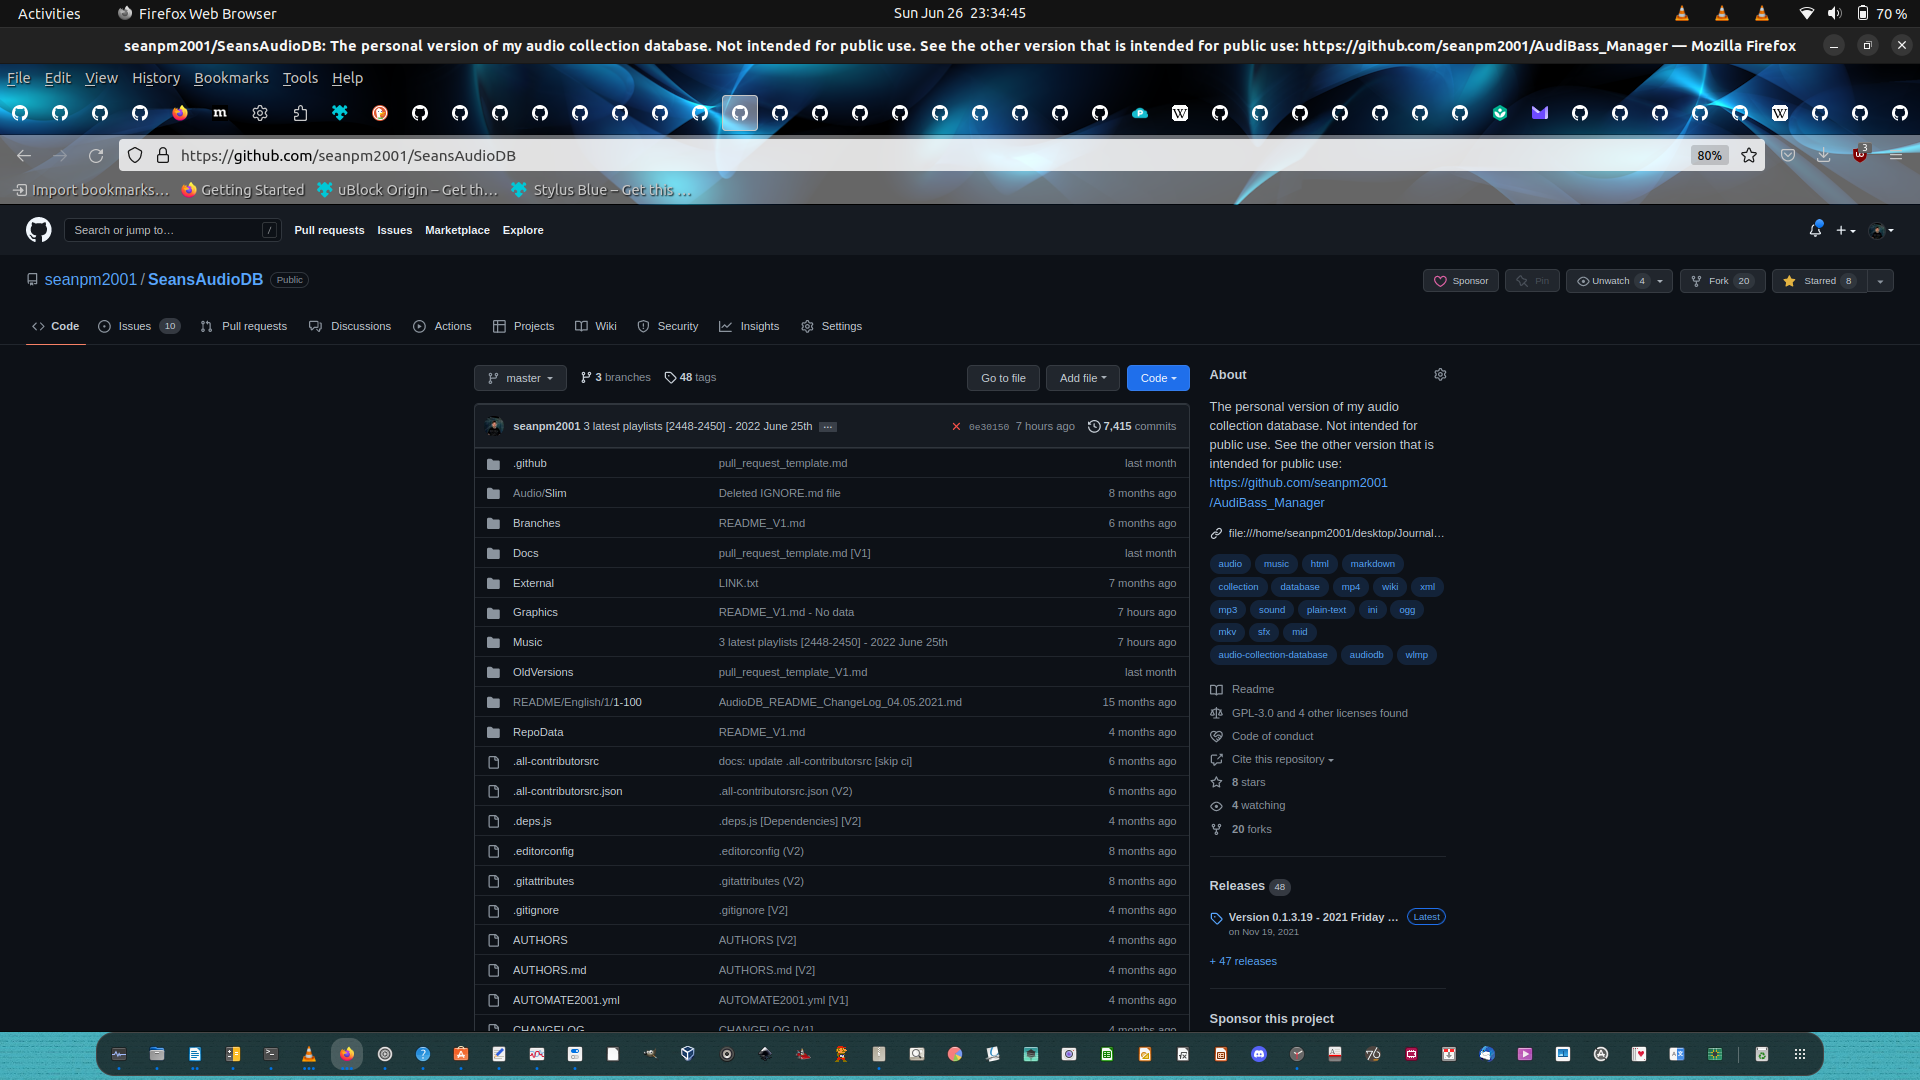 Activities
Firefox Web Browser
Sun Jun 26 23:34:45
70 %
seanpm2001/SeansAudioDB: The personal version of my audio collection database. Not intended for public use. See the other version that is intended for public use: https://github.com/seanpm2001/AudiBass_Manager — Mozilla Firefox
File Edit View History Bookmarks Tools Help
https://github.com/seanpm2001/SeansAudioDB
80%
3
Import bookmarks…
Getting Started
uBlock Origin – Get th…
Stylus Blue – Get this …
Search or jump to…
/
Pull requests Issues Marketplace Explore
seanpm2001 / SeansAudioDB Public
Sponsor
Pin
Unwatch 4
Fork 20
Starred 8
Code
Issues 10
Pull requests
Discussions
Actions
Projects
Wiki
Security
Insights
Settings
master
3 branches
48 tags
Go to file
Add file
Code
seanpm2001 3 latest playlists [2448-2450] - 2022 June 25th ...
0e30150 7 hours ago
7,415 commits
.github pull_request_template.md last month
Audio/Slim Deleted IGNORE.md file 8 months ago
Branches README_V1.md 6 months ago
Docs pull_request_template.md [V1] last month
External LINK.txt 7 months ago
Graphics README_V1.md - No data 7 hours ago
Music 3 latest playlists [2448-2450] - 2022 June 25th 7 hours ago
OldVersions pull_request_template_V1.md last month
README/English/1/1-100 AudioDB_README_ChangeLog_04.05.2021.md 15 months ago
RepoData README_V1.md 4 months ago
.all-contributorsrc docs: update .all-contributorsrc [skip ci] 6 months ago
.all-contributorsrc.json .all-contributorsrc.json (V2) 6 months ago
.deps.js .deps.js [Dependencies] [V2] 4 months ago
.editorconfig .editorconfig (V2) 8 months ago
.gitattributes .gitattributes (V2) 8 months ago
.gitignore .gitignore [V2] 4 months ago
AUTHORS AUTHORS [V2] 4 months ago
AUTHORS.md AUTHORS.md [V2] 4 months ago
AUTOMATE2001.yml AUTOMATE2001.yml [V1] 4 months ago
CHANGELOG CHANGELOG [V1] 4 months ago
About
The personal version of my audio
collection database. Not intended for
public use. See the other version that is
intended for public use:
https://github.com/seanpm2001
/AudiBass_Manager
file:///home/seanpm2001/desktop/Journal…
audio music html markdown
collection database mp4 wiki xml
mp3 sound plain-text ini ogg
mkv sfx mid
audio-collection-database audiodb wlmp
Readme
GPL-3.0 and 4 other licenses found
Code of conduct
Cite this repository
8 stars
4 watching
20 forks
Releases 48
Version 0.1.3.19 - 2021 Friday … Latest
on Nov 19, 2021
+ 47 releases
Sponsor this project